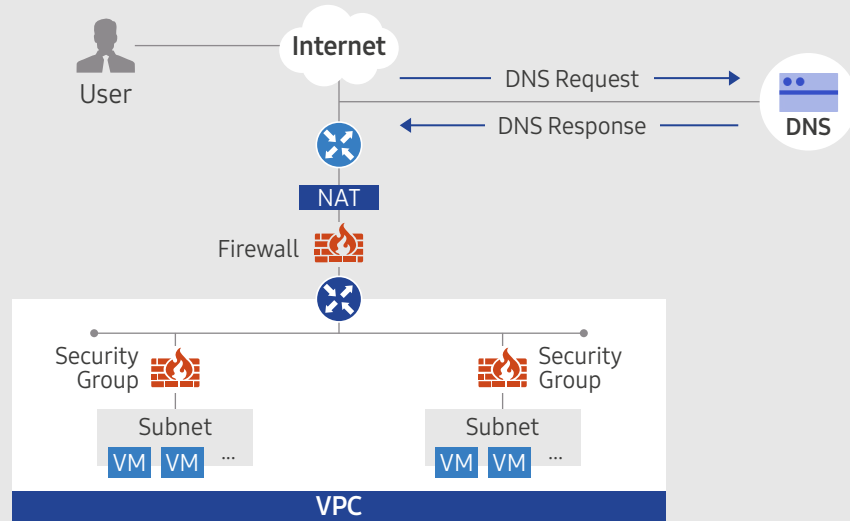 Internet
User
DNS Request
DNS Response
DNS
NAT
Firewall
Security
Group
Security
Group
Subnet
VM VM ...
Subnet
VM VM ...
VPC